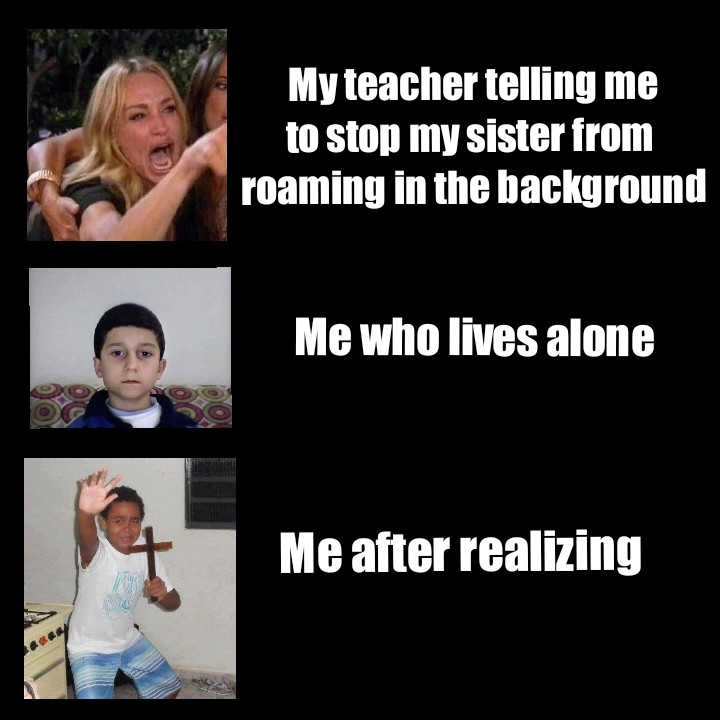 My teacher telling me
to stop my sister from
roaming in the background
Me who lives alone
Me after realizing